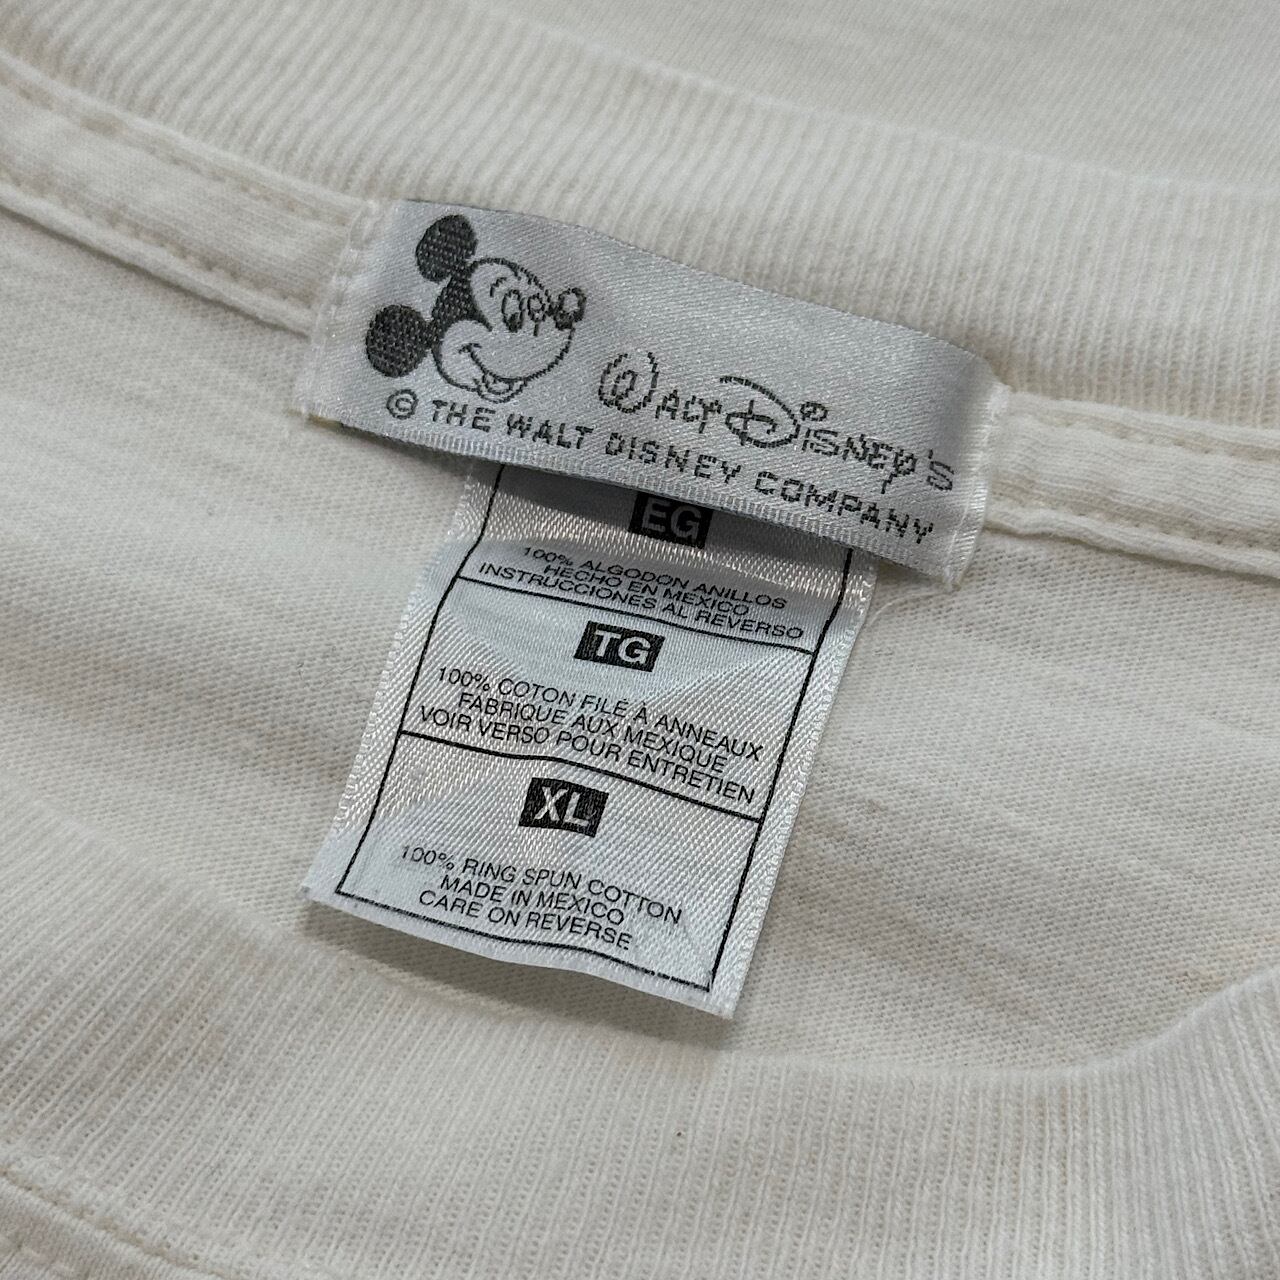 WALT DISNEY'S
© THE WALT DISNEY COMPANY
EG
100% ALGODON ANILLOS
HECHO EN MEXICO
INSTRUCCIONES AL REVERSO
TG
100% COTON FILÉ À ANNEAUX
FABRIQUE AUX MEXIQUE
VOIR VERSO POUR ENTRETIEN
XL
100% RING SPUN COTTON
MADE IN MEXICO
CARE ON REVERSE